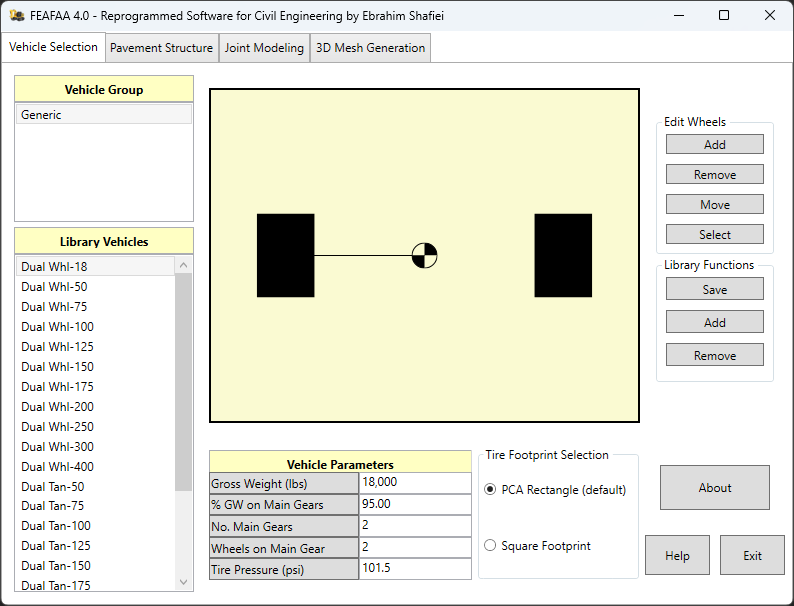 FEAFAA 4.0 - Reprogrammed Software for Civil Engineering by Ebrahim Shafiei
Vehicle Selection
Pavement Structure
Joint Modeling
3D Mesh Generation
Vehicle Group
Generic
Library Vehicles
Dual Whl-18
Dual Whl-50
Dual Whl-75
Dual Whl-100
Dual Whl-125
Dual Whl-150
Dual Whl-175
Dual Whl-200
Dual Whl-250
Dual Whl-300
Dual Whl-400
Dual Tan-50
Dual Tan-75
Dual Tan-100
Dual Tan-125
Dual Tan-150
Dual Tan-175
Vehicle Parameters
Gross Weight (lbs) 18,000
% GW on Main Gears 95.00
No. Main Gears 2
Wheels on Main Gear 2
Tire Pressure (psi) 101.5
Tire Footprint Selection
PCA Rectangle (default)
Square Footprint
Edit Wheels
Add
Remove
Move
Select
Library Functions
Save
Add
Remove
About
Help
Exit